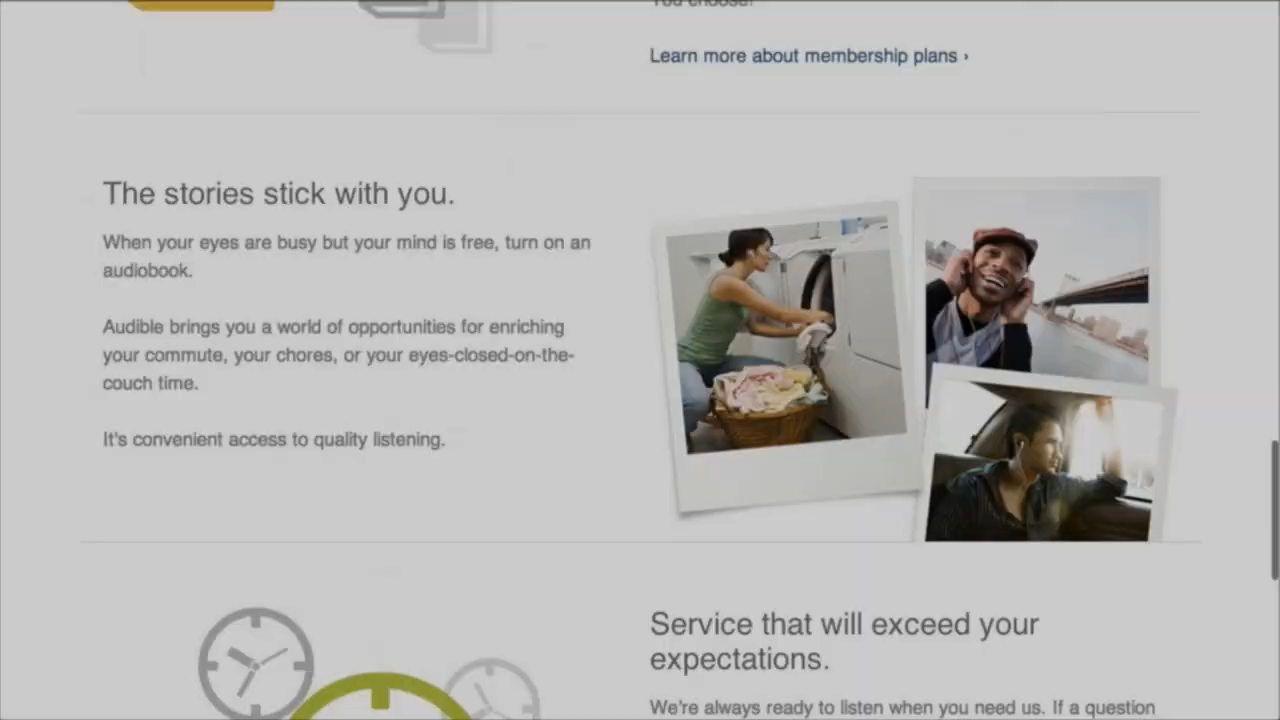 You choose!
Learn more about membership plans ›
The stories stick with you.
When your eyes are busy but your mind is free, turn on an
audiobook.
Audible brings you a world of opportunities for enriching
your commute, your chores, or your eyes-closed-on-the-
couch time.
It's convenient access to quality listening.
Service that will exceed your
expectations.
We're always ready to listen when you need us. If a question